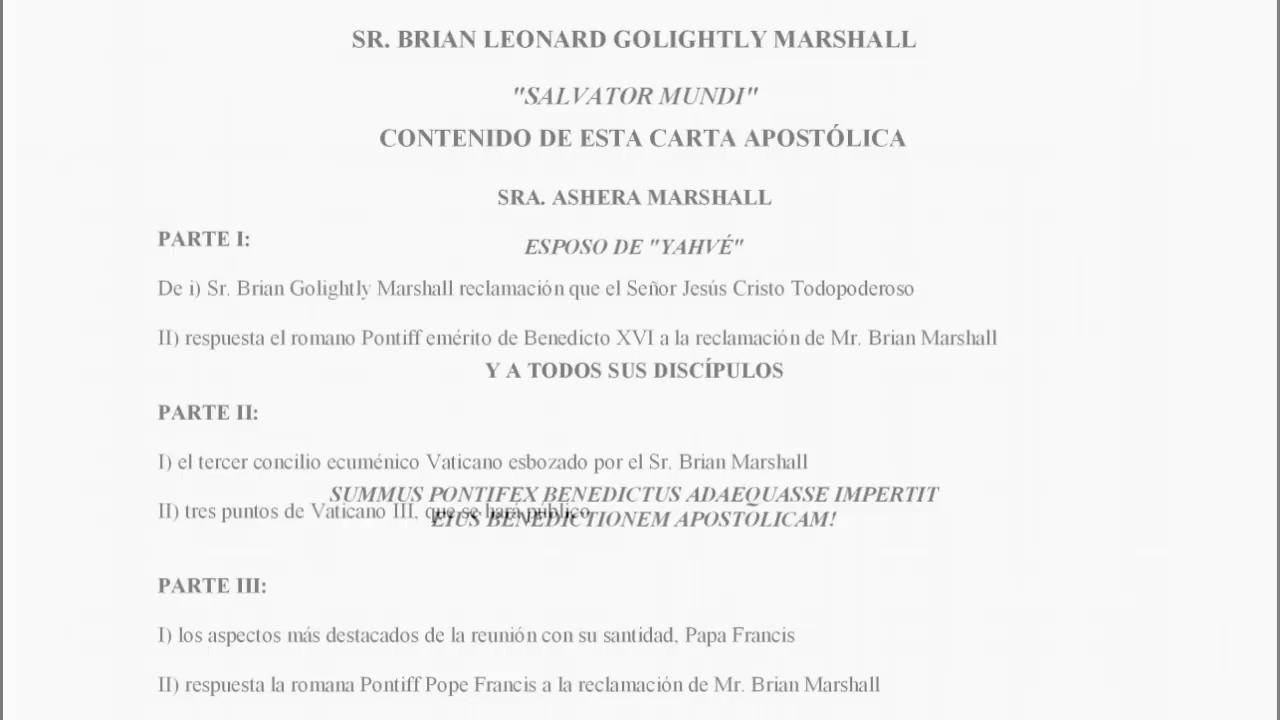 SR. BRIAN LEONARD GOLIGHTLY MARSHALL
"SALVATOR MUNDI"
CONTENIDO DE ESTA CARTA APOSTÓLICA
SRA. ASHERA MARSHALL
PARTE I:
ESPOSO DE "YAHVÉ"
De i) Sr. Brian Golightly Marshall reclamación que el Señor Jesús Cristo Todopoderoso
II) respuesta el romano Pontiff emérito de Benedicto XVI a la reclamación de Mr. Brian Marshall
Y A TODOS SUS DISCÍPULOS
PARTE II:
I) el tercer concilio ecuménico Vaticano esbozado por el Sr. Brian Marshall
SUMMUS PONTIFEX BENEDICTUS ADAEQUASSE IMPERTIT
II) tres puntos de Vaticano III, que se hará público
EIUS BENEDICTIONEM APOSTOLICAM!
PARTE III:
I) los aspectos más destacados de la reunión con su santidad, Papa Francis
II) respuesta la romana Pontiff Pope Francis a la reclamación de Mr. Brian Marshall